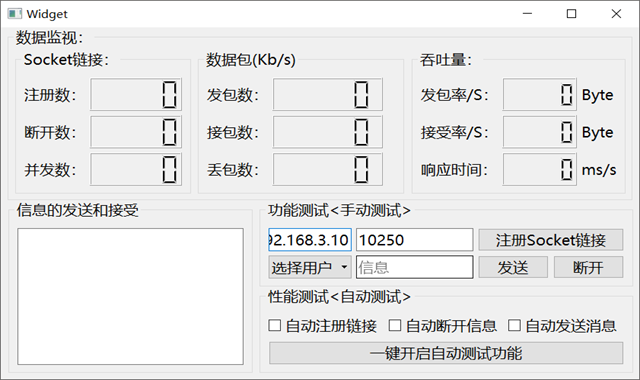 Widget
数据监视：
Socket链接：
注册数： 0
断开数： 0
并发数： 0
数据包(Kb/s)
发包数： 0
接包数： 0
丢包数： 0
吞吐量：
发包率/S： 0 Byte
接受率/S： 0 Byte
响应时间： 0 ms/s
信息的发送和接受
功能测试<手动测试>
92.168.3.10 10250 注册Socket链接
选择用户 信息 发送 断开
性能测试<自动测试>
自动注册链接 自动断开信息 自动发送消息
一键开启自动测试功能